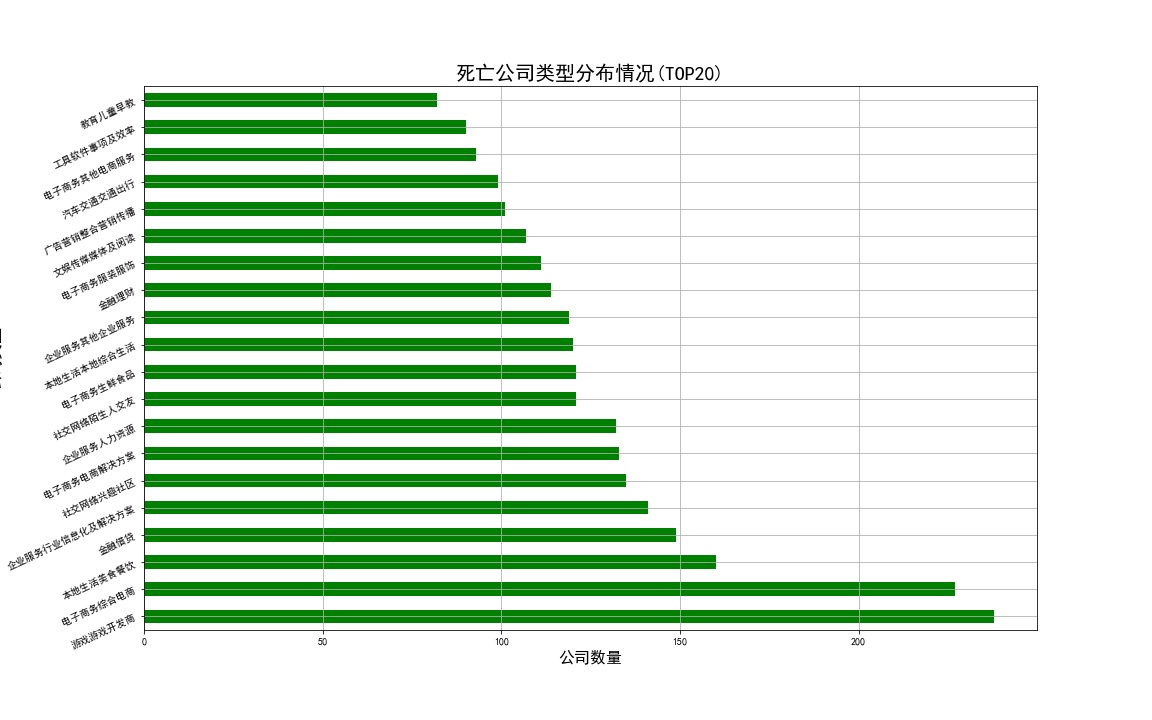 死亡公司类型分布情况(TOP20)
教育儿童早教
工具软件事项及效率
电子商务其他电商服务
汽车交通交通出行
广告营销整合营销传播
文娱传媒媒体及阅读
电子商务服装服饰
金融理财
企业服务其他企业服务
本地生活本地综合生活
电子商务生鲜食品
社交网络陌生人交友
企业服务人力资源
电子商务电商解决方案
社交网络兴趣社区
企业服务行业信息化及解决方案
金融借贷
本地生活美食餐饮
电子商务综合电商
游戏游戏开发商
0 50 100 150 200
公司数量